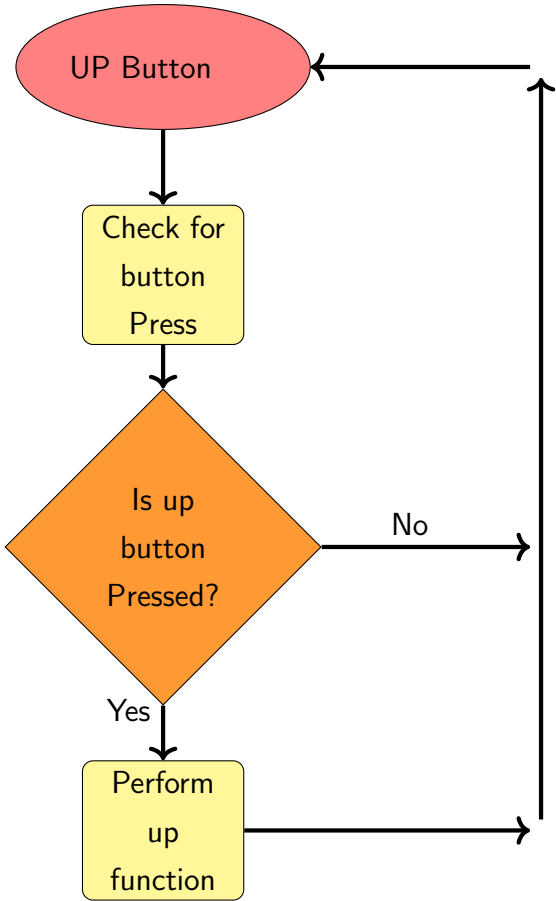 UP Button
Check for
button
Press
Is up
button
Pressed?
No
Yes
Perform
up
function